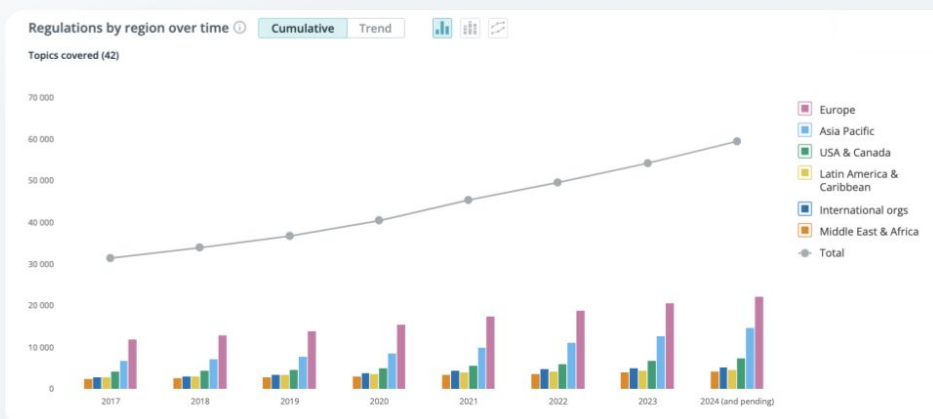 Regulations by region over time
Cumulative Trend
Topics covered (42)
70 000
60 000
50 000
40 000
30 000
20 000
10 000
0
2017 2018 2019 2020 2021 2022 2023 2024 (and pending)
Europe
Asia Pacific
USA & Canada
Latin America &
Caribbean
International orgs
Middle East & Africa
Total